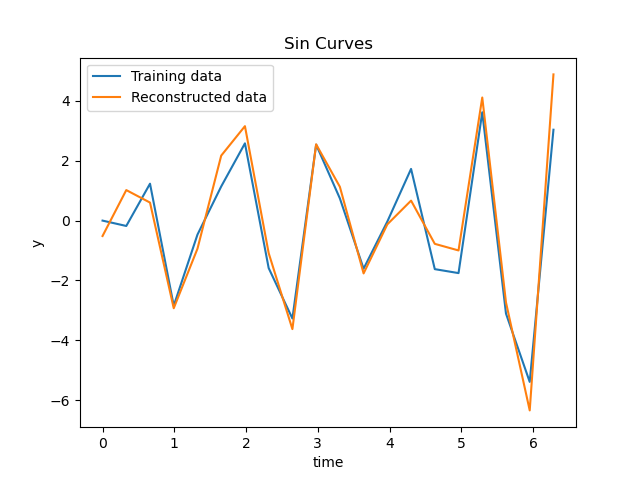 Sin Curves
Training data
Reconstructed data
4
2
0
−2
−4
−6
y
0 1 2 3 4 5 6
time